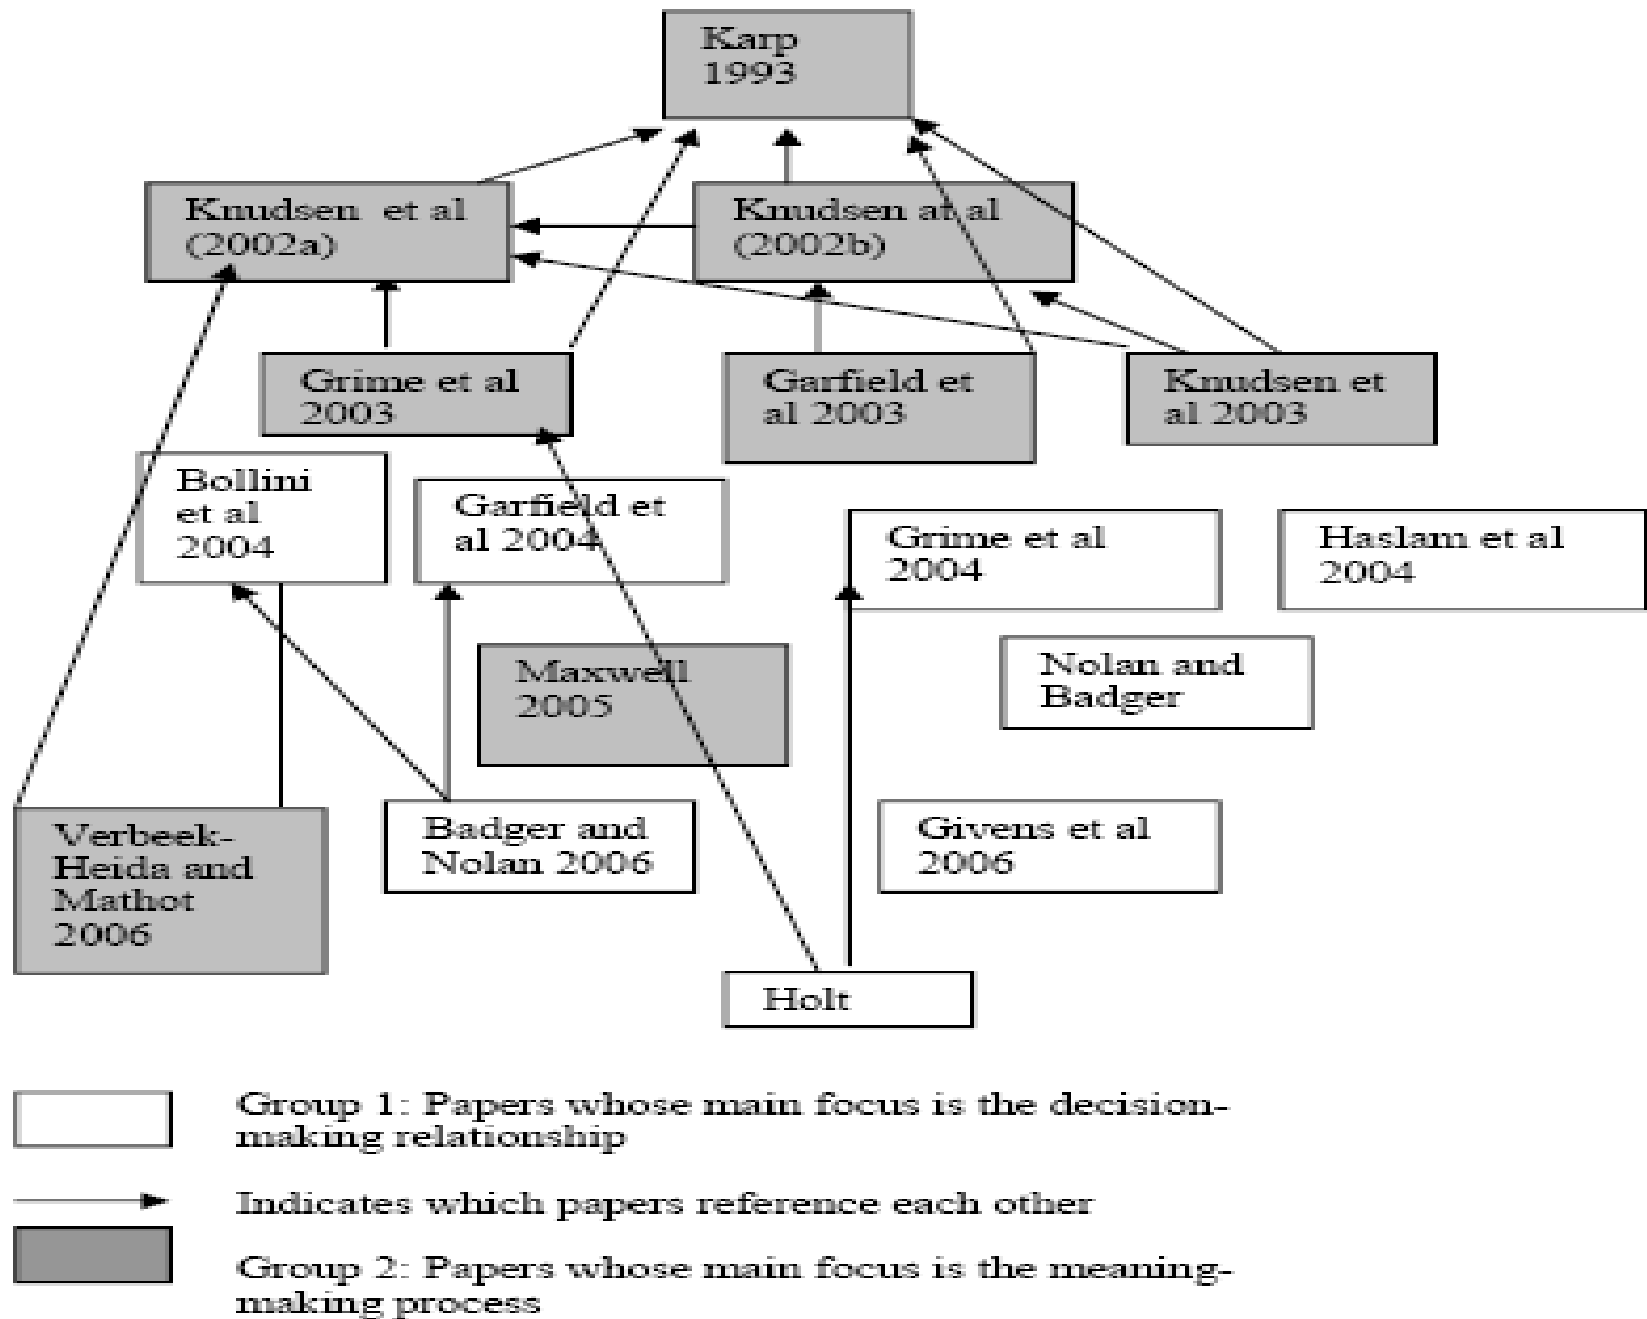 Karp
1993
Knudsen et al
(2002a)
Knudsen at al
(2002b)
Grime et al
2003
Garfield et
al 2003
Knudsen et
al 2003
Bollini
et al
2004
Garfield et
al 2004
Grime et al
2004
Haslam et al
2004
Maxwell
2005
Nolan and
Badger
Verbeek-
Heida and
Mathot
2006
Badger and
Nolan 2006
Givens et al
2006
Holt
Group 1: Papers whose main focus is the decision-
making relationship
Indicates which papers reference each other
Group 2: Papers whose main focus is the meaning-
making process